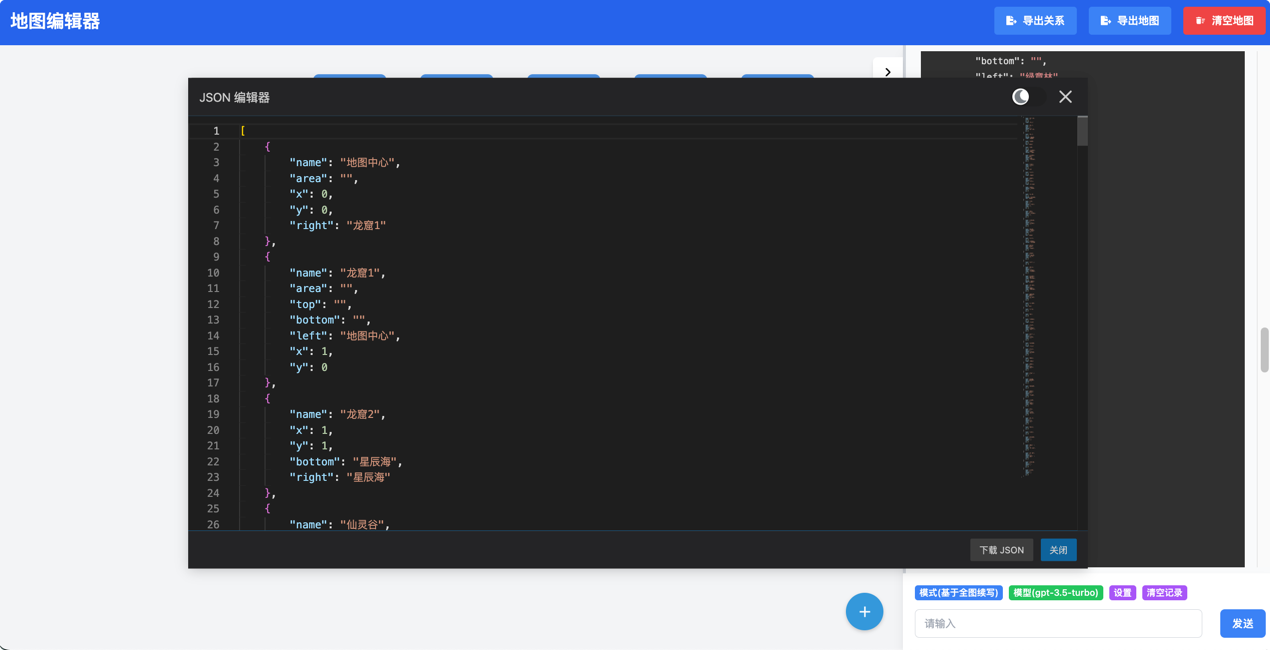 地图编辑器
导出关系
导出地图
清空地图
"bottom": "",
"left": "绿意林"
JSON 编辑器
1 [
2 {
3 "name": "地图中心",
4 "area": "",
5 "x": 0,
6 "y": 0,
7 "right": "龙窟1"
8 },
9 {
10 "name": "龙窟1",
11 "area": "",
12 "top": "",
13 "bottom": "",
14 "left": "地图中心",
15 "x": 1,
16 "y": 0
17 },
18 {
19 "name": "龙窟2",
20 "x": 1,
21 "y": 1,
22 "bottom": "星辰海",
23 "right": "星辰海"
24 },
25 {
26 "name": "仙灵谷",
下载 JSON
关闭
模式(基于全图续写)
模型(gpt-3.5-turbo)
设置
清空记录
请输入
发送